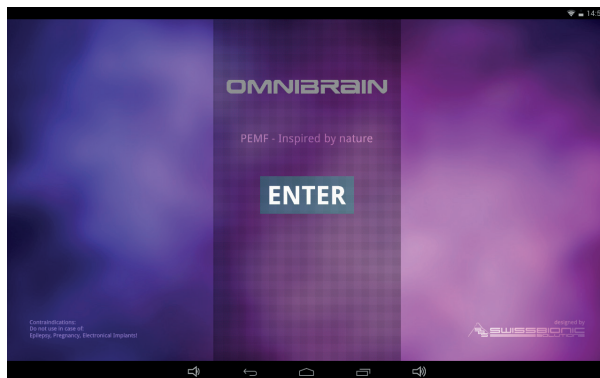 OMNIBRAIN
PEMF - Inspired by nature
ENTER
Contraindications:
Do not use in case of:
Epilepsy, Pregnancy, Electronical Implants!
designed by
SWISSBIONIC
SOLUTIONS